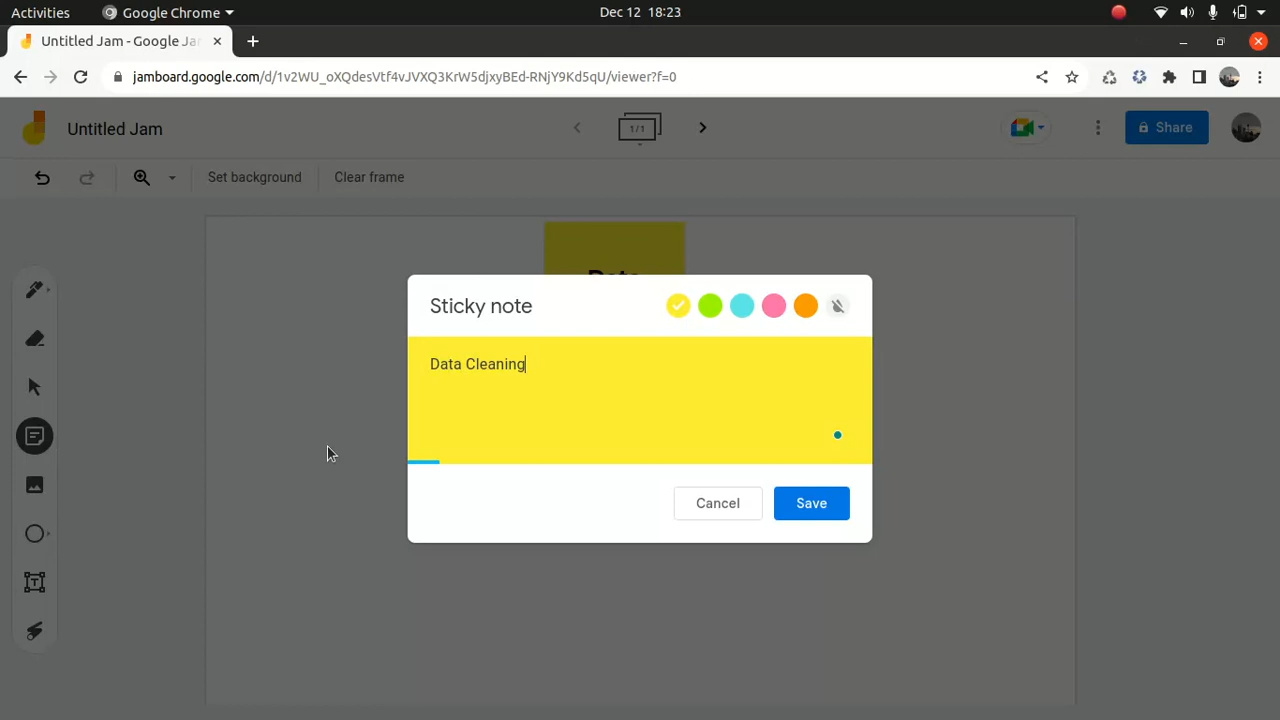 Activities
Google Chrome
Dec 12 18:23
Untitled Jam - Google Ja
jamboard.google.com/d/1v2WU_oXQdesVtf4vJVXQ3KrW5djxyBEd-RNjY9Kd5qU/viewer?f=0
Untitled Jam
1/1
Share
Set background
Clear frame
Data
Sticky note
Data Cleaning
Cancel
Save